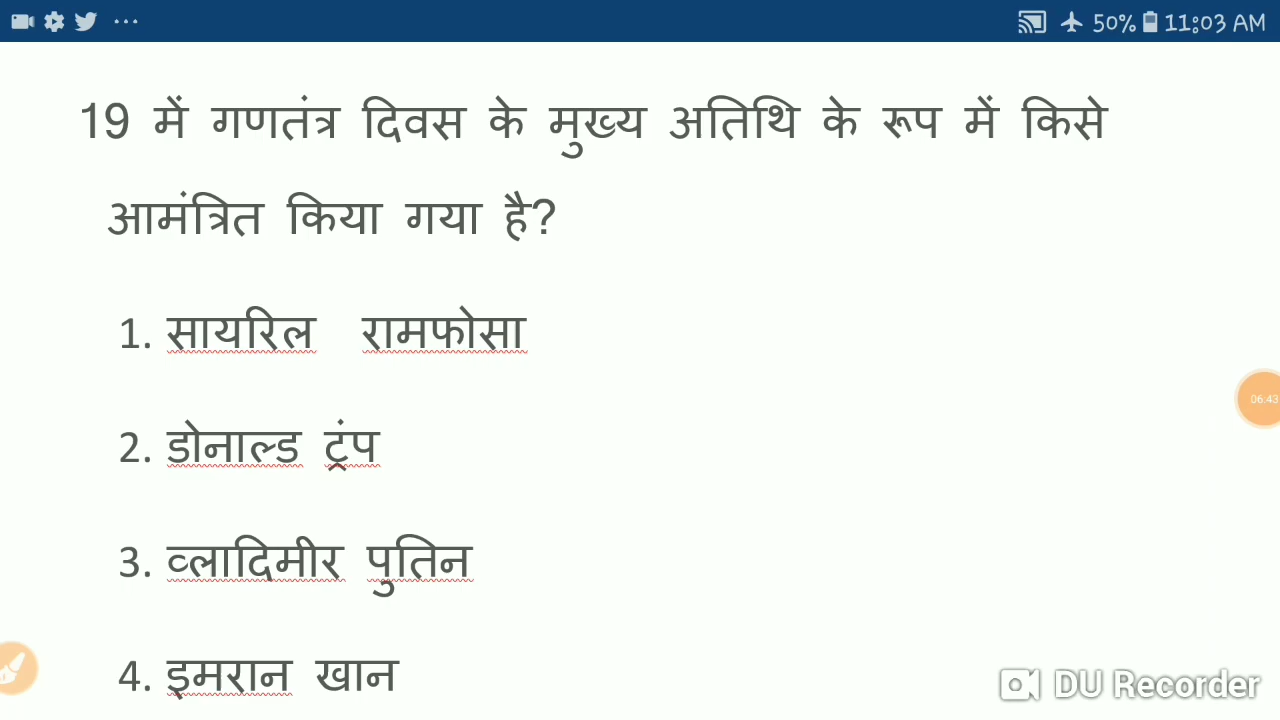 50% 11:03 AM
19 में गणतंत्र दिवस के मुख्य अतिथि के रूप में किसे
आमंत्रित किया गया है?
1. सायरिल रामफोसा
2. डोनाल्ड ट्रंप
3. व्लादिमीर पुतिन
4. इमरान खान
06:43
DU Recorder